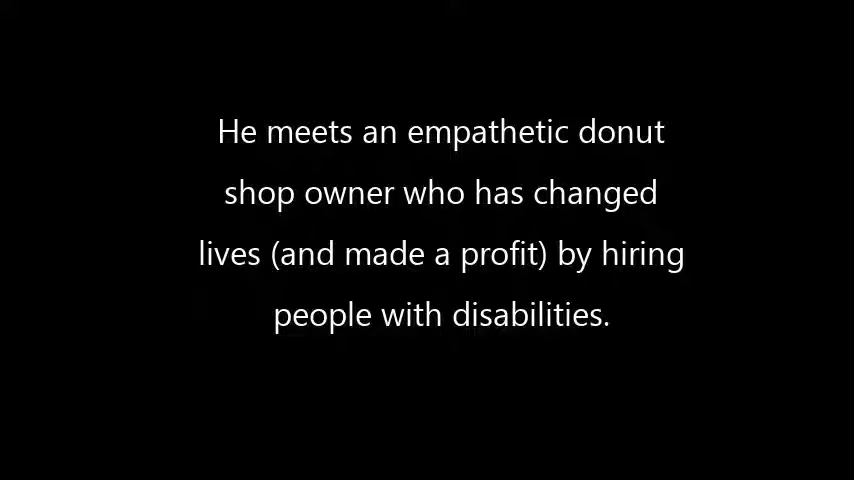 He meets an empathetic donut
shop owner who has changed
lives (and made a profit) by hiring
people with disabilities.